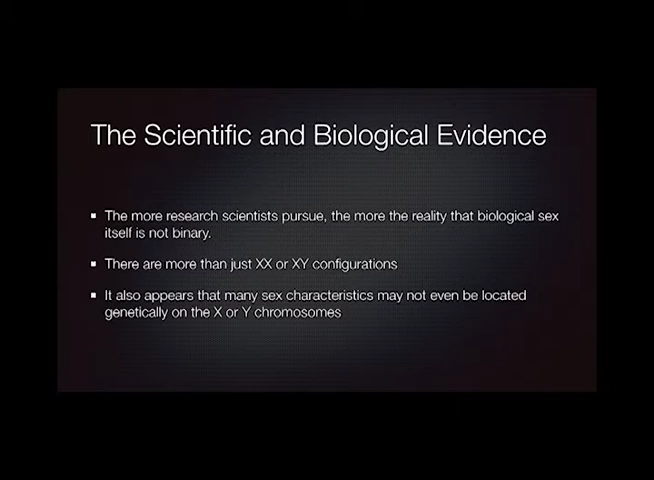 The Scientific and Biological Evidence
The more research scientists pursue, the more the reality that biological sex
itself is not binary.
There are more than just XX or XY configurations
It also appears that many sex characteristics may not even be located
genetically on the X or Y chromosomes